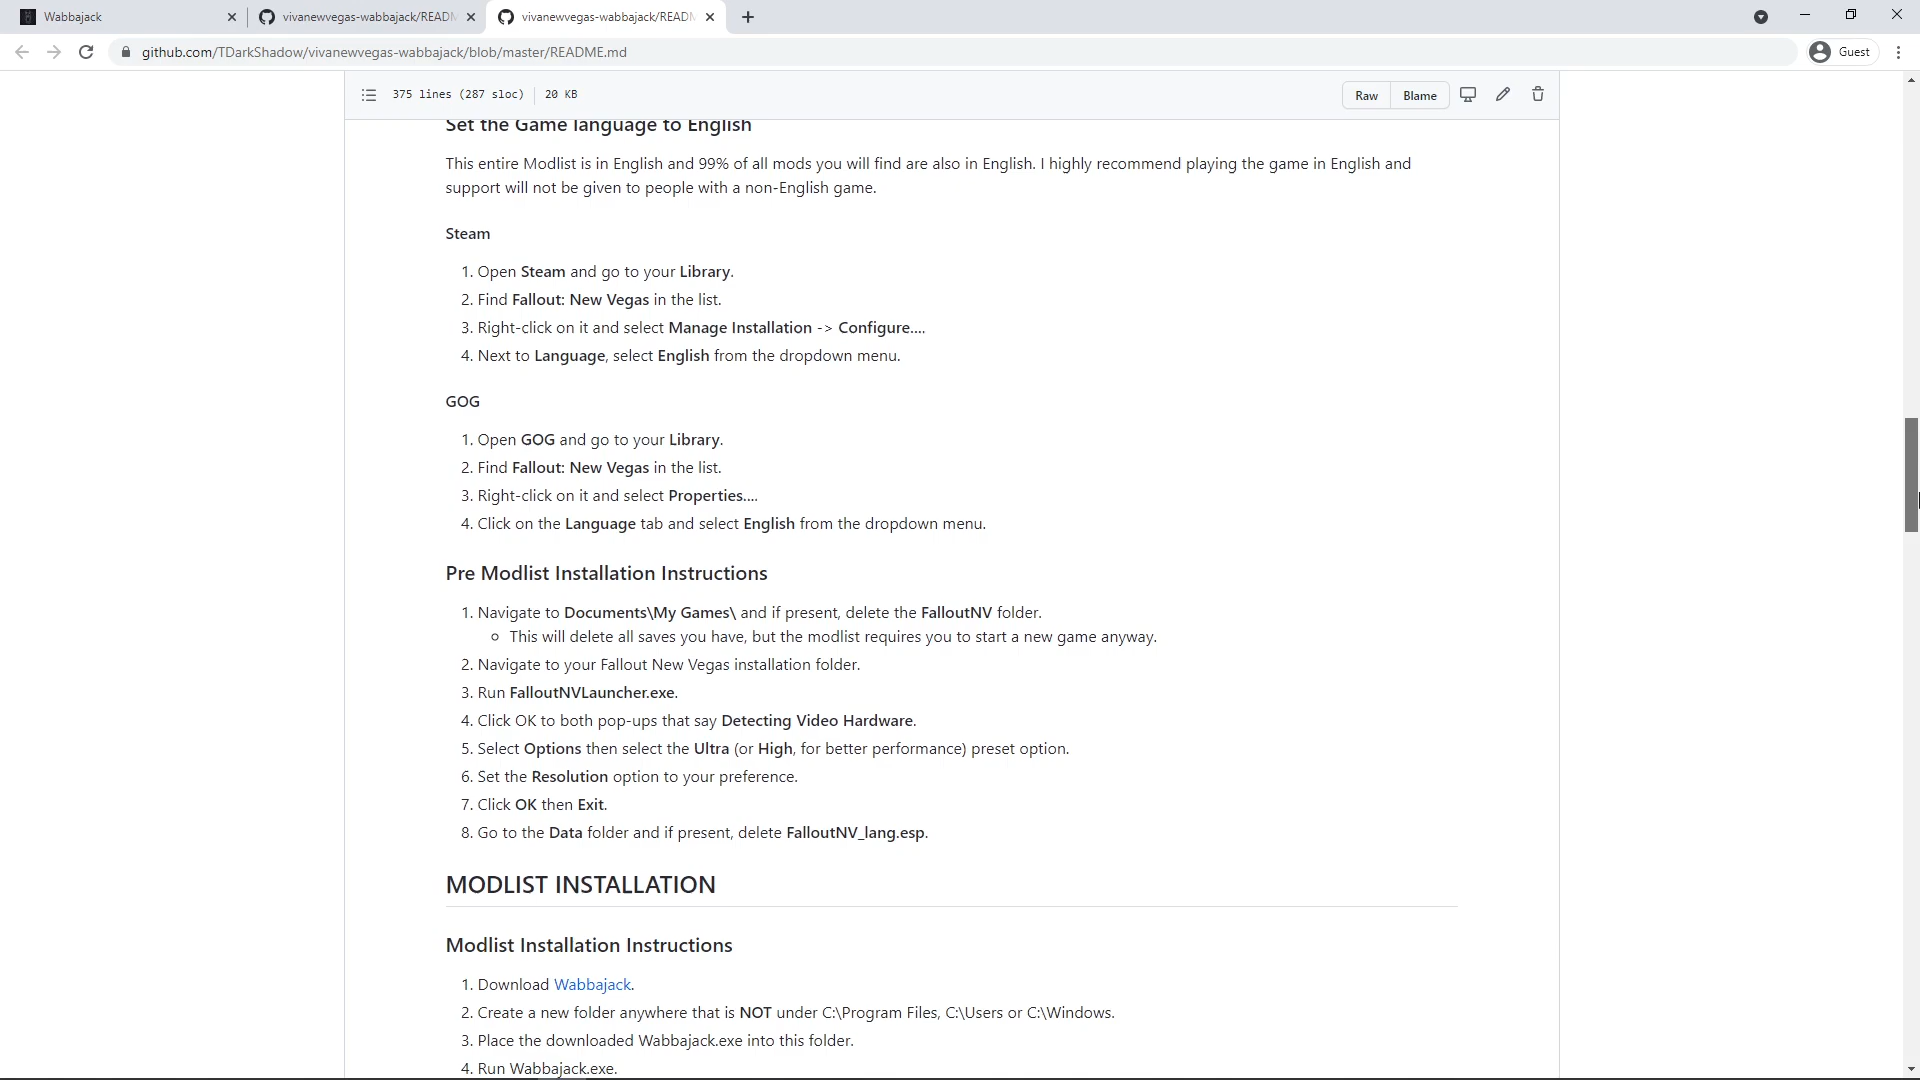 Wabbajack
vivanewvegas-wabbajack/READM
vivanewvegas-wabbajack/READM
github.com/TDarkShadow/vivanewvegas-wabbajack/blob/master/README.md
Guest
375 lines (287 sloc)
20 KB
Raw
Blame
Set the Game language to English
This entire Modlist is in English and 99% of all mods you will find are also in English. I highly recommend playing the game in English and
support will not be given to people with a non-English game.
Steam
1. Open Steam and go to your Library.
2. Find Fallout: New Vegas in the list.
3. Right-click on it and select Manage Installation -> Configure....
4. Next to Language, select English from the dropdown menu.
GOG
1. Open GOG and go to your Library.
2. Find Fallout: New Vegas in the list.
3. Right-click on it and select Properties....
4. Click on the Language tab and select English from the dropdown menu.
Pre Modlist Installation Instructions
1. Navigate to Documents\My Games\ and if present, delete the FalloutNV folder.
This will delete all saves you have, but the modlist requires you to start a new game anyway.
2. Navigate to your Fallout New Vegas installation folder.
3. Run FalloutNVLauncher.exe.
4. Click OK to both pop-ups that say Detecting Video Hardware.
5. Select Options then select the Ultra (or High, for better performance) preset option.
6. Set the Resolution option to your preference.
7. Click OK then Exit.
8. Go to the Data folder and if present, delete FalloutNV_lang.esp.
MODLIST INSTALLATION
Modlist Installation Instructions
1. Download Wabbajack.
2. Create a new folder anywhere that is NOT under C:\Program Files, C:\Users or C:\Windows.
3. Place the downloaded Wabbajack.exe into this folder.
4. Run Wabbajack.exe.